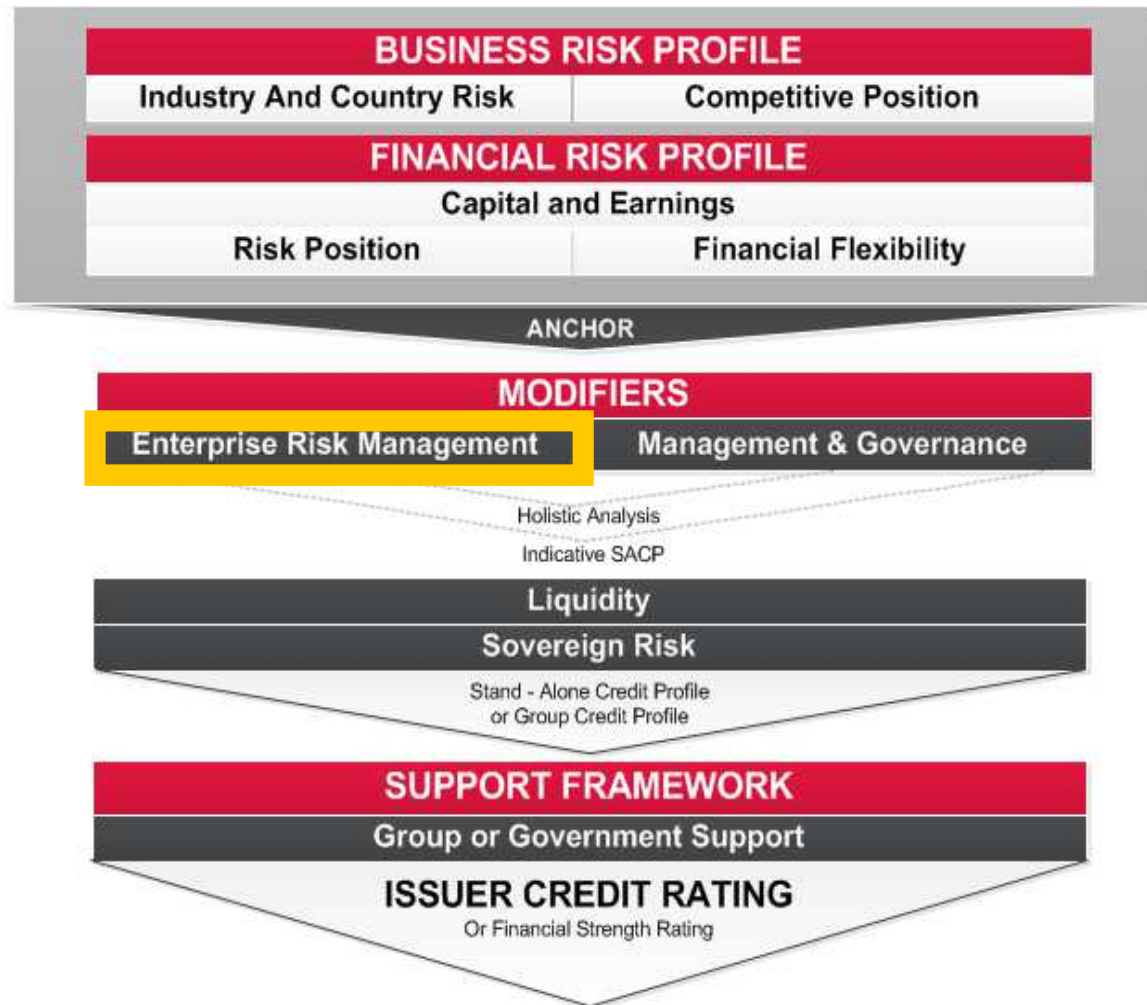 BUSINESS RISK PROFILE
Industry And Country Risk
Competitive Position
FINANCIAL RISK PROFILE
Capital and Earnings
Risk Position
Financial Flexibility
ANCHOR
MODIFIERS
Enterprise Risk Management
Management & Governance
Holistic Analysis
Indicative SACP
Liquidity
Sovereign Risk
Stand - Alone Credit Profile
or Group Credit Profile
SUPPORT FRAMEWORK
Group or Government Support
ISSUER CREDIT RATING
Or Financial Strength Rating